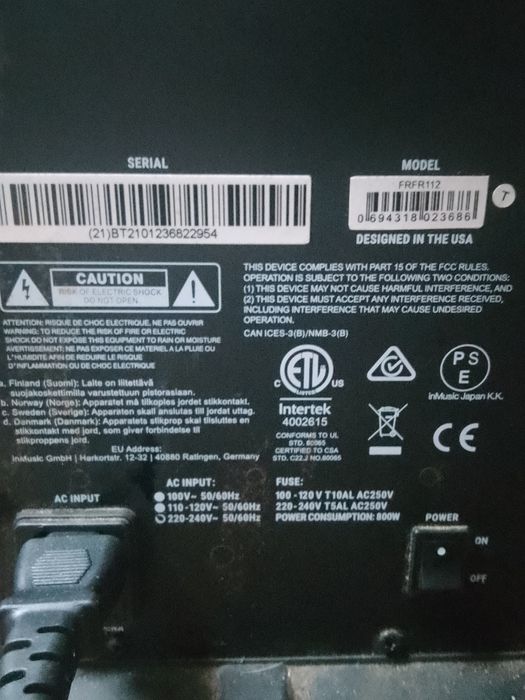 SERIAL
MODEL
(21)BT2101236822954
FRFR112
0 694318 023686
T
DESIGNED IN THE USA
CAUTION
RISK OF ELECTRIC SHOCK
DO NOT OPEN
ATTENTION: RISQUE DE CHOC ELECTRIQUE, NE PAS OUVRIR
WARNING: TO REDUCE THE RISK OF FIRE OR ELECTRIC
SHOCK DO NOT EXPOSE THIS EQUIPMENT TO RAIN OR MOISTURE
AVERTISSEMENT: NE PAS EXPOSER CE MATERIEL A LA PLUIE OU
L'HUMIDITE AFIN DE REDUIRE LE RISQUE
D'INFLAMMATION OU DE CHOC ELECTRIQUE
THIS DEVICE COMPLIES WITH PART 15 OF THE FCC RULES.
OPERATION IS SUBJECT TO THE FOLLOWING TWO CONDITIONS:
(1) THIS DEVICE MAY NOT CAUSE HARMFUL INTERFERENCE, AND
(2) THIS DEVICE MUST ACCEPT ANY INTERFERENCE RECEIVED,
INCLUDING INTERFERENCE THAT MAY CAUSE UNDESIRED
OPERATION.
CAN ICES-3(B)/NMB-3(B)
a. Finland (Suomi): Laite on liitettävä
suojakoskettimilla varustettuun pistorasiaan.
b. Norway (Norge): Apparatet må tilkoples jordet stikkontakt.
c. Sweden (Sverige): Apparaten skall anslutas till jordat uttag.
d. Danmark (Danmark): Apparatets stikprop skal tilsluttes en
stikkontakt med jord, som giver forbindelse til
stikproppens jord.
EU Address:
inMusic GmbH | Harkortstr. 12-32 | 40880 Ratingen, Germany
C ETL US
LISTED
Intertek
4002615
CONFORMS TO UL
STD. 60065
CERTIFIED TO CSA
STD. C22.2 NO.60065
PS
E
inMusic Japan K.K.
CE
AC INPUT:
100V~ 50/60Hz
110-120V~ 50/60Hz
220-240V~ 50/60Hz
FUSE:
100-120V T10AL AC250V
220-240V T5AL AC250V
POWER CONSUMPTION: 800W
AC INPUT
POWER
ON
OFF